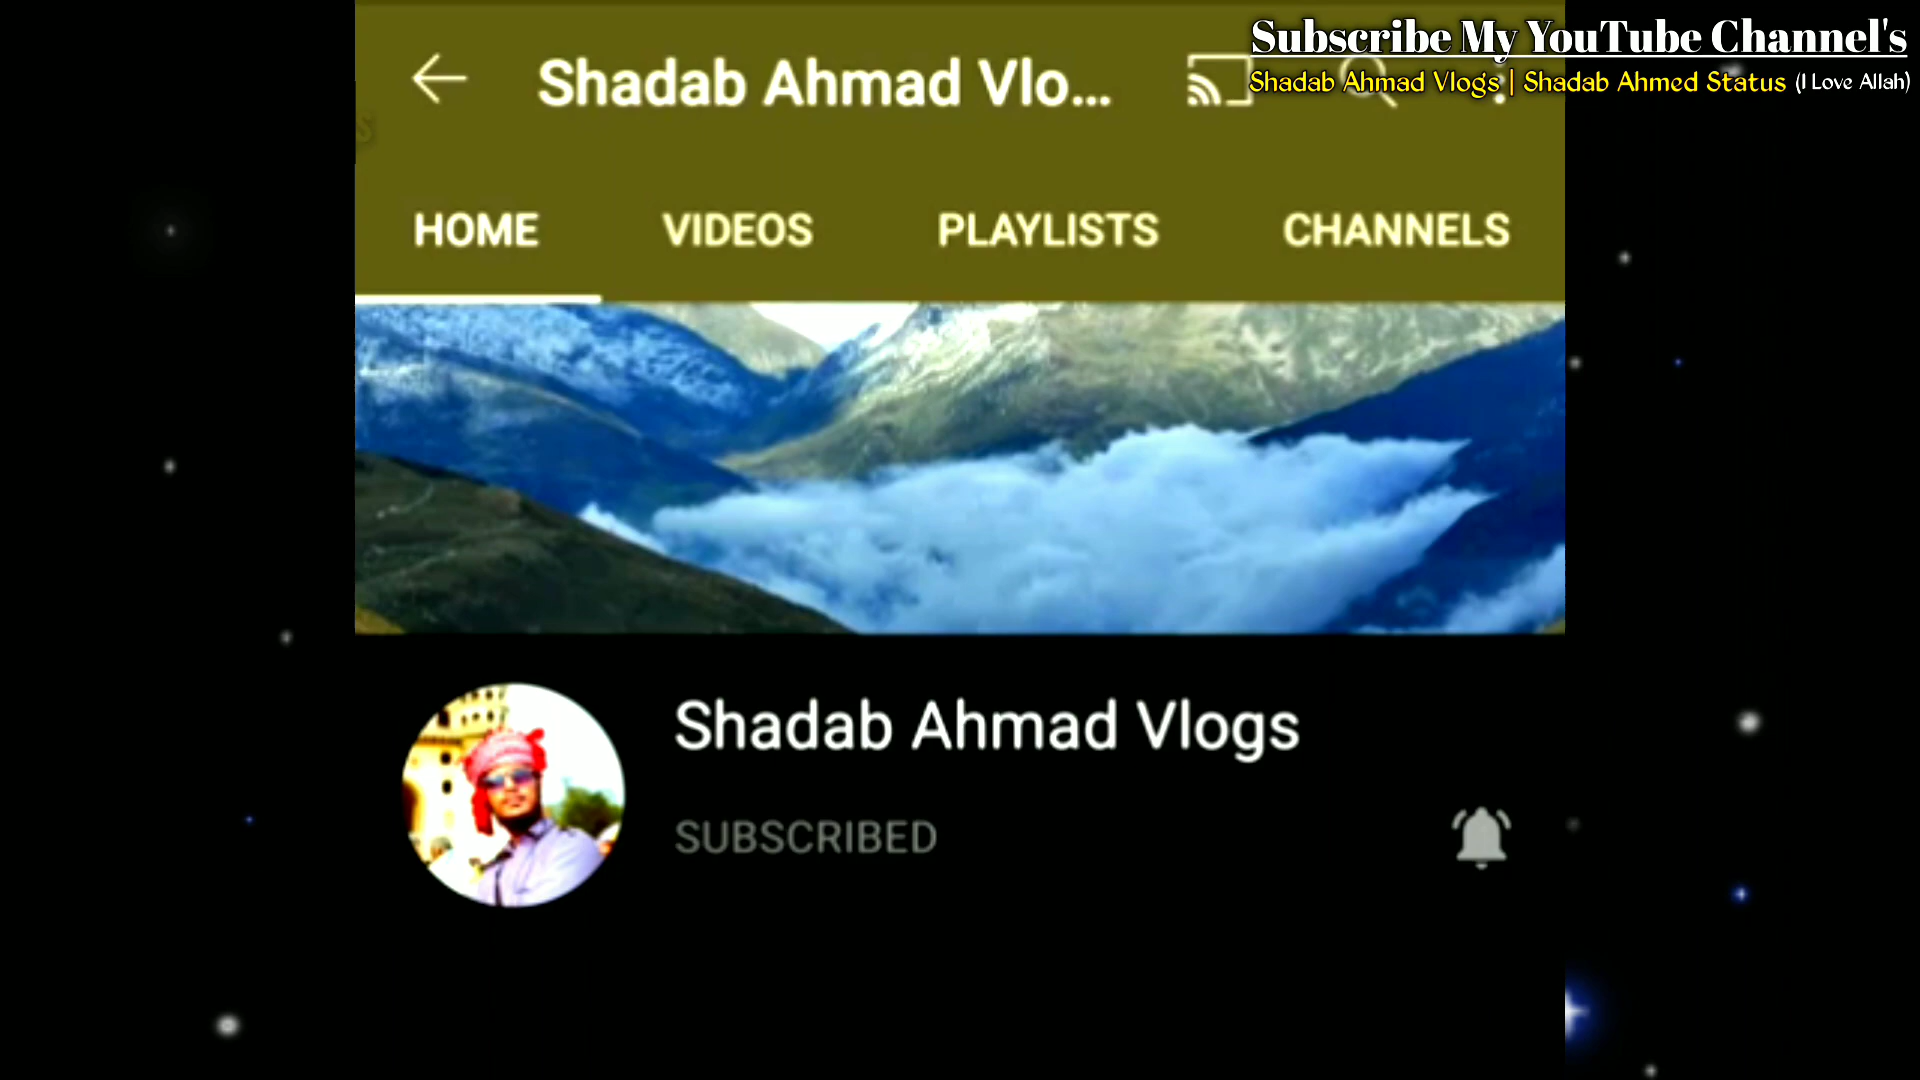 Subscribe My YouTube Channel's
Shadab Ahmad Vlogs | Shadab Ahmed Status (I Love Allah)
Shadab Ahmad Vlo...
HOME VIDEOS PLAYLISTS CHANNELS
Shadab Ahmad Vlogs
SUBSCRIBED